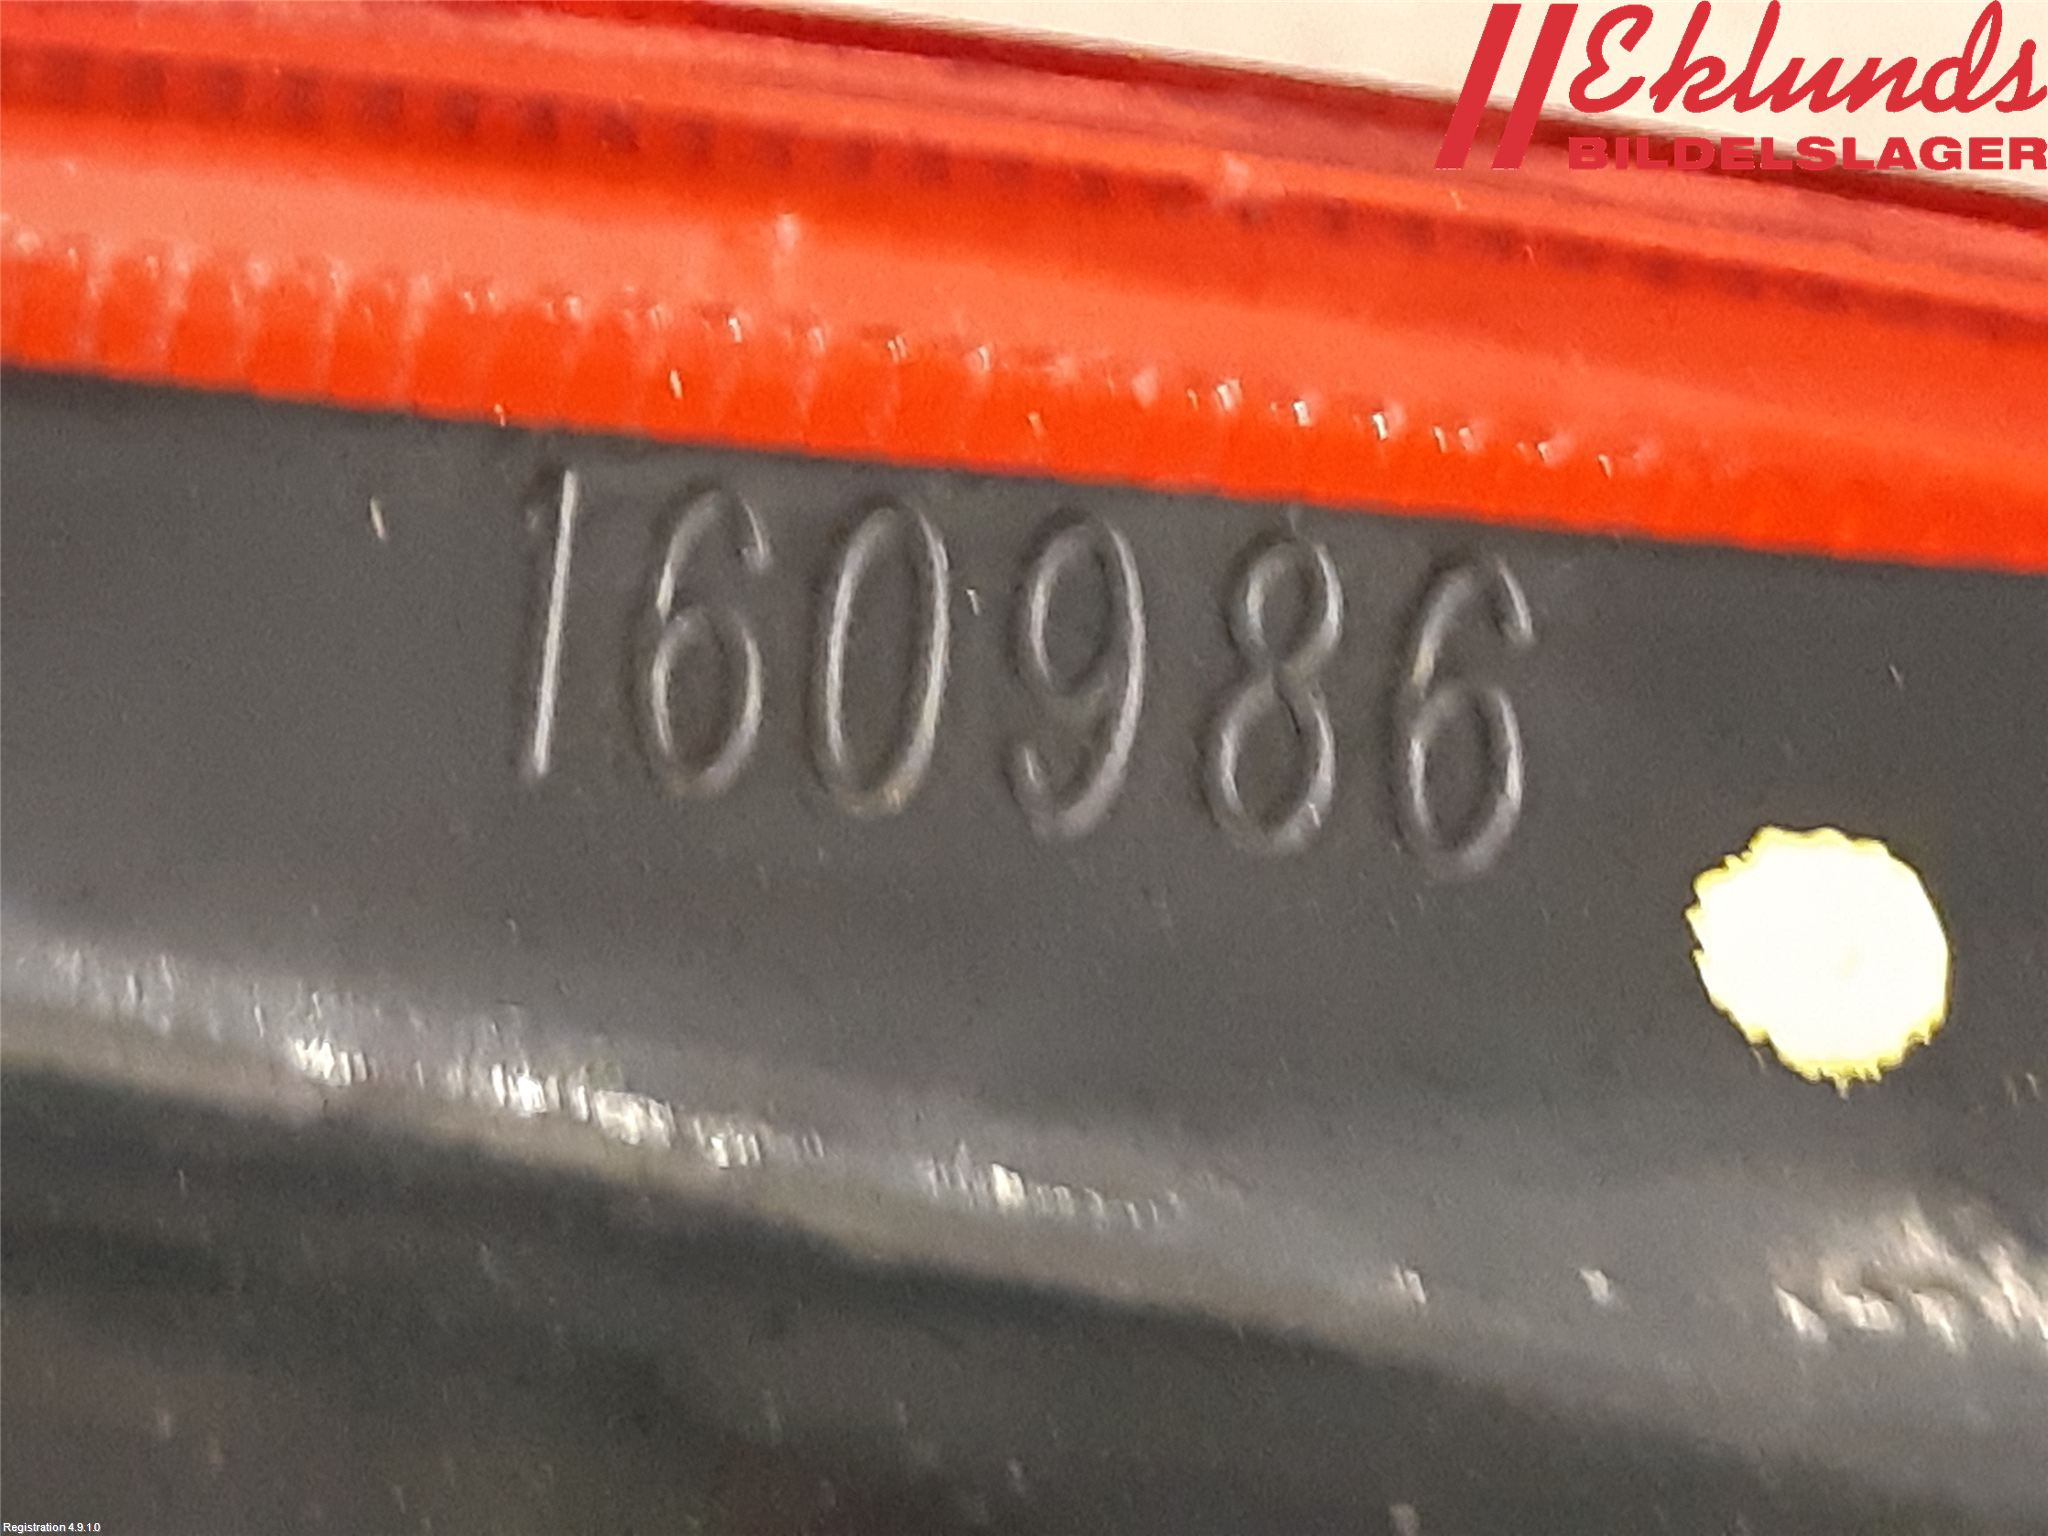 Eklunds
BILDELSLAGER
160986
Registration 4.9.1.0